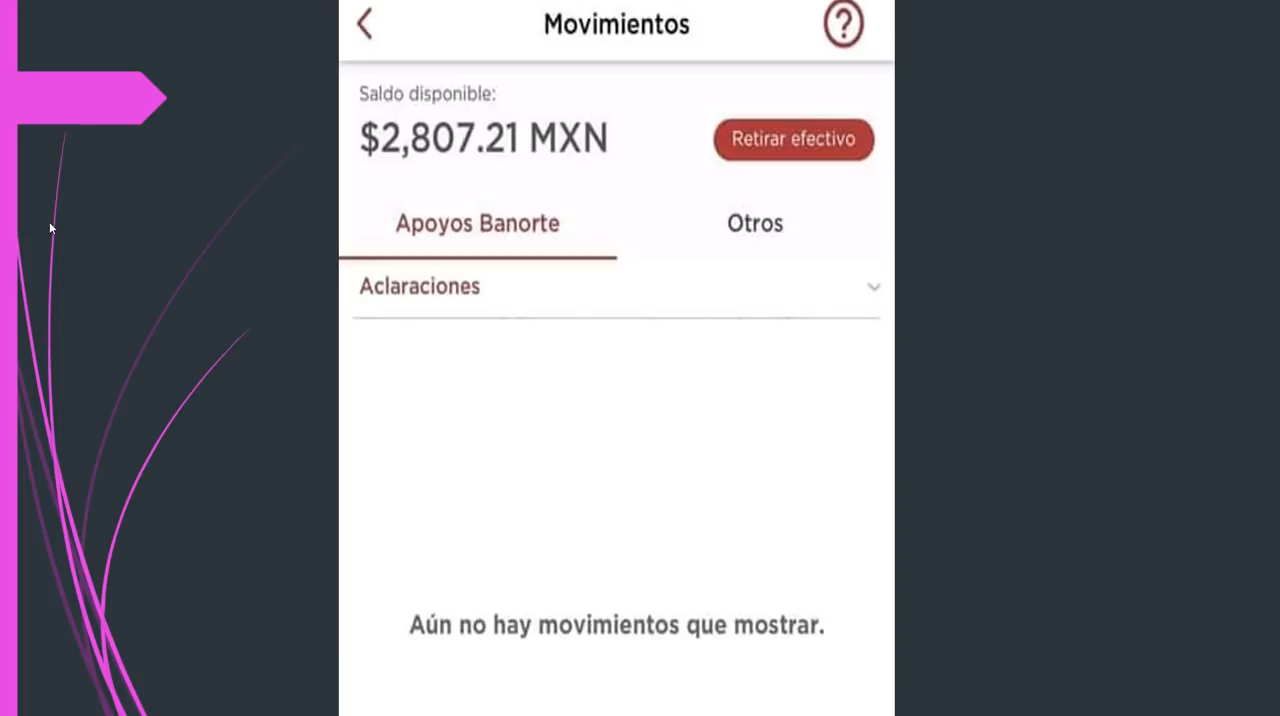 Movimientos
?
Saldo disponible:
$2,807.21 MXN
Retirar efectivo
Apoyos Banorte
Otros
Aclaraciones
Aún no hay movimientos que mostrar.